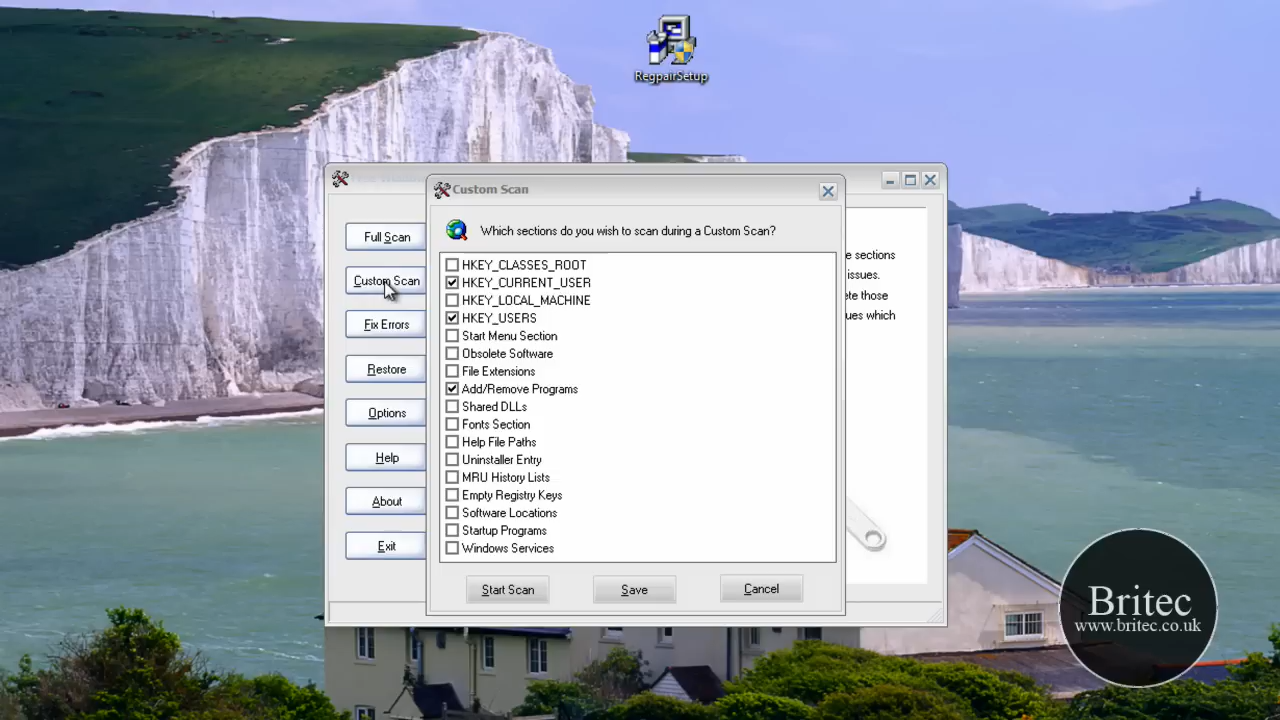 RegpairSetup
Custom Scan
Which sections do you wish to scan during a Custom Scan?
Full Scan
Custom Scan
Fix Errors
Restore
Options
Help
About
Exit
HKEY_CLASSES_ROOT
HKEY_CURRENT_USER
HKEY_LOCAL_MACHINE
HKEY_USERS
Start Menu Section
Obsolete Software
File Extensions
Add/Remove Programs
Shared DLLs
Fonts Section
Help File Paths
Uninstaller Entry
MRU History Lists
Empty Registry Keys
Software Locations
Startup Programs
Windows Services
Start Scan
Save
Cancel
e sections
issues.
te those
ues which
Britec
www.britec.co.uk